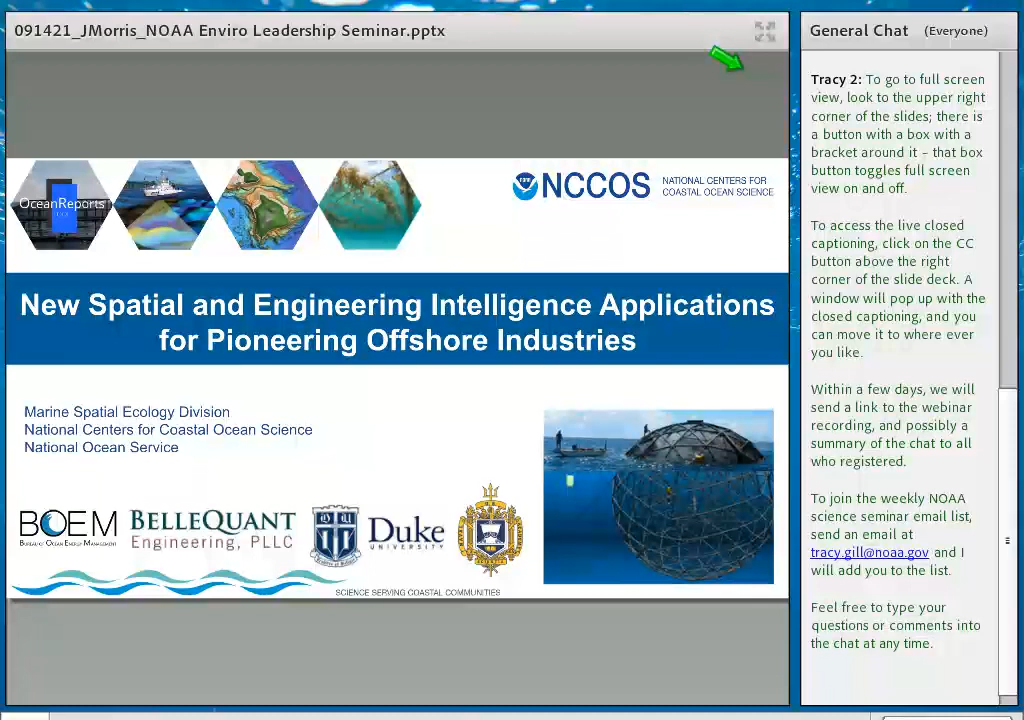 091421_JMorris_NOAA Enviro Leadership Seminar.pptx
OceanReports
NCCOS
NATIONAL CENTERS FOR
COASTAL OCEAN SCIENCE
New Spatial and Engineering Intelligence Applications
for Pioneering Offshore Industries
Marine Spatial Ecology Division
National Centers for Coastal Ocean Science
National Ocean Service
BOEM
BUREAU OF OCEAN ENERGY MANAGEMENT
BELLEQUANT
Engineering, PLLC
Duke
UNIVERSITY
SCIENCE SERVING COASTAL COMMUNITIES
General Chat (Everyone)
Tracy 2: To go to full screen
view, look to the upper right
corner of the slides; there is
a button with a box with a
bracket around it – that box
button toggles full screen
view on and off.
To access the live closed
captioning, click on the CC
button above the right
corner of the slide deck. A
window will pop up with the
closed captioning, and you
can move it to where ever
you like.
Within a few days, we will
send a link to the webinar
recording, and possibly a
summary of the chat to all
who registered.
To join the weekly NOAA
science seminar email list,
send an email at
tracy.gill@noaa.gov and I
will add you to the list.
Feel free to type your
questions or comments into
the chat at any time.